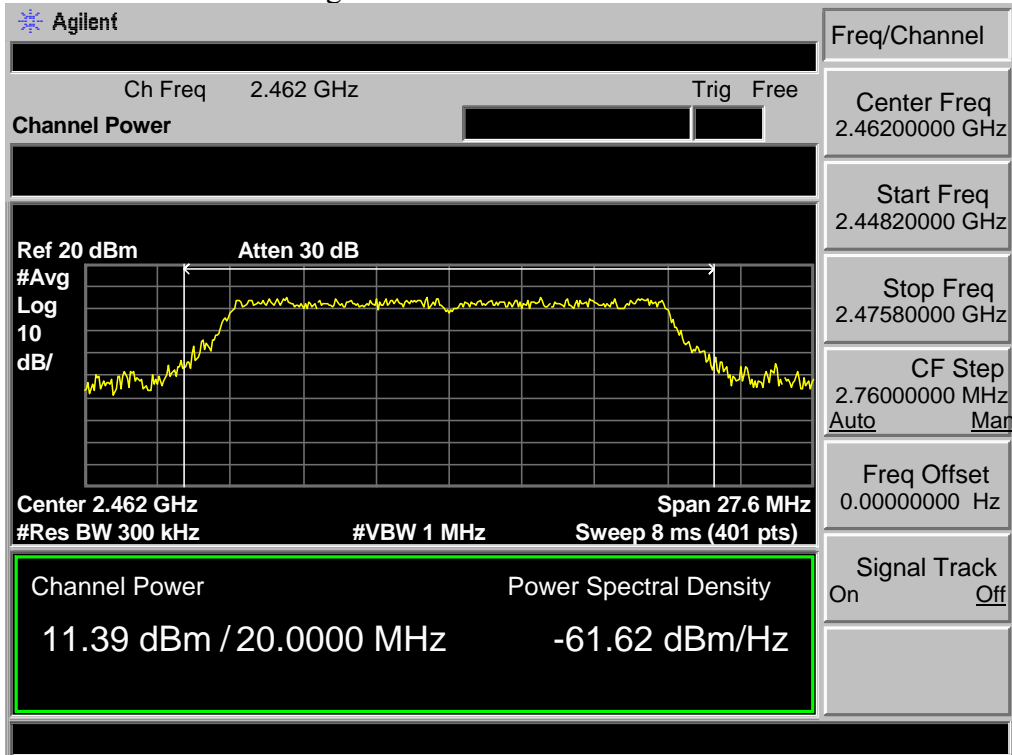 Agilent
Freq/Channel
Ch Freq 2.462 GHz Trig Free
Channel Power
Center Freq
2.46200000 GHz
Start Freq
2.44820000 GHz
Ref 20 dBm Atten 30 dB
#Avg
Log
10
dB/
Stop Freq
2.47580000 GHz
CF Step
2.76000000 MHz
Auto Man
Center 2.462 GHz Span 27.6 MHz
#Res BW 300 kHz #VBW 1 MHz Sweep 8 ms (401 pts)
Freq Offset
0.00000000 Hz
Channel Power Power Spectral Density
11.39 dBm / 20.0000 MHz -61.62 dBm/Hz
Signal Track
On Off